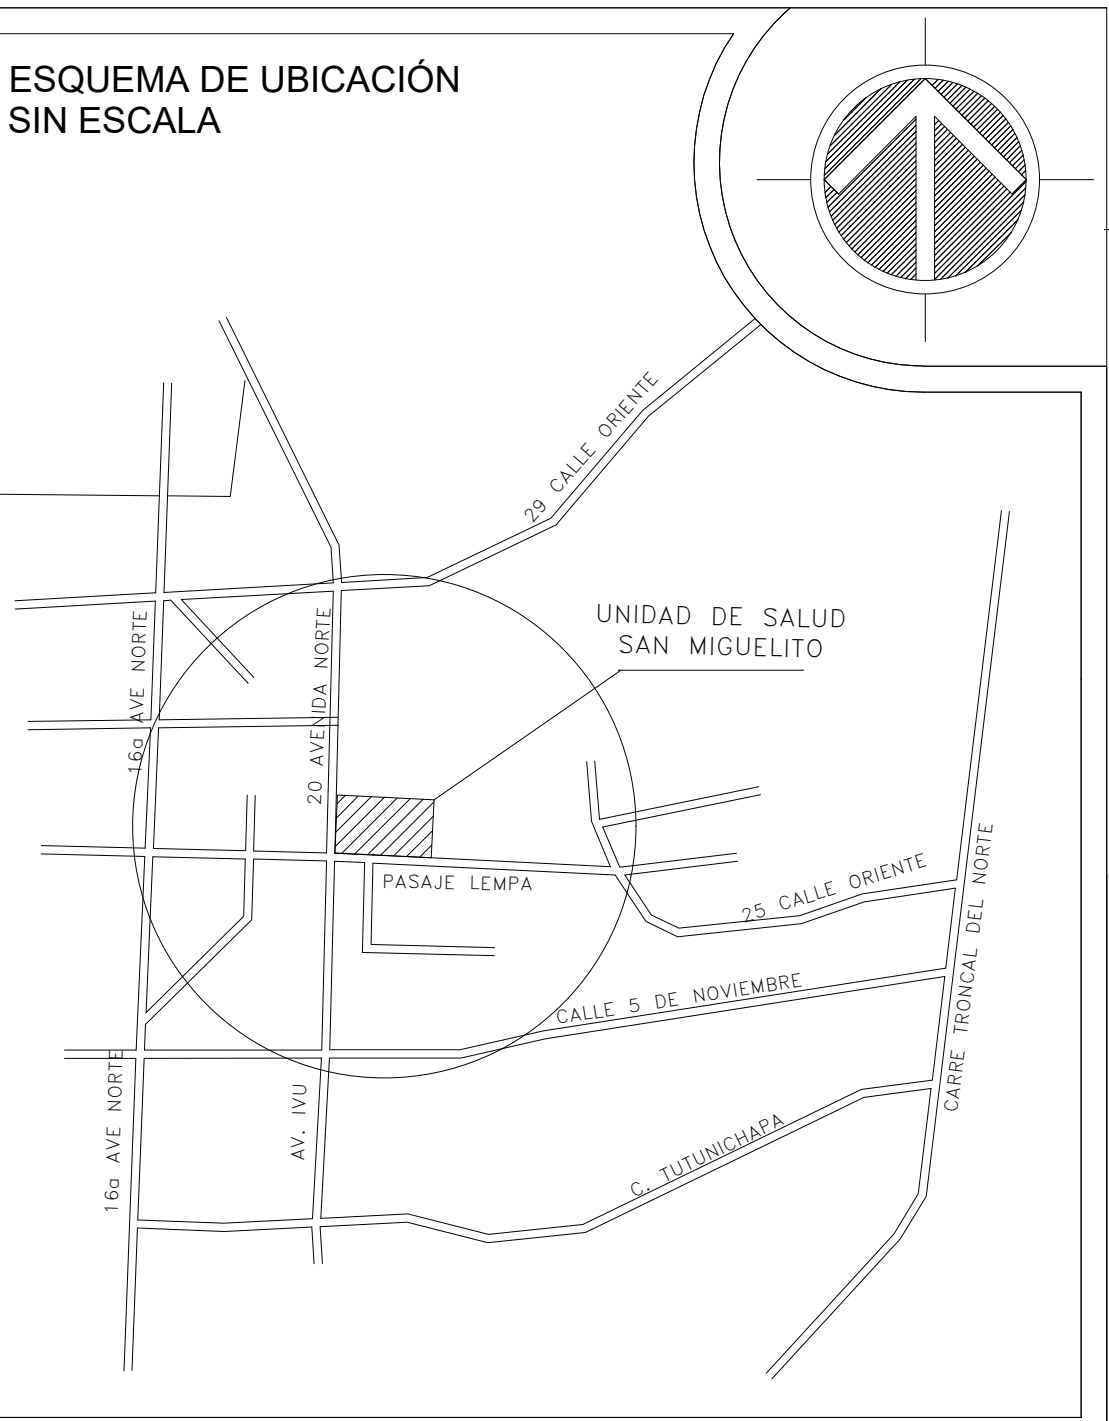 ESQUEMA DE UBICACIÓN
SIN ESCALA
29 CALLE ORIENTE
UNIDAD DE SALUD
SAN MIGUELITO
16a AVE NORTE
20 AVENIDA NORTE
PASAJE LEMPA
25 CALLE ORIENTE
CARRE TRONCAL DEL NORTE
CALLE 5 DE NOVIEMBRE
16a AVE NORTE
AV. IVU
C. TUTUNICHAPA